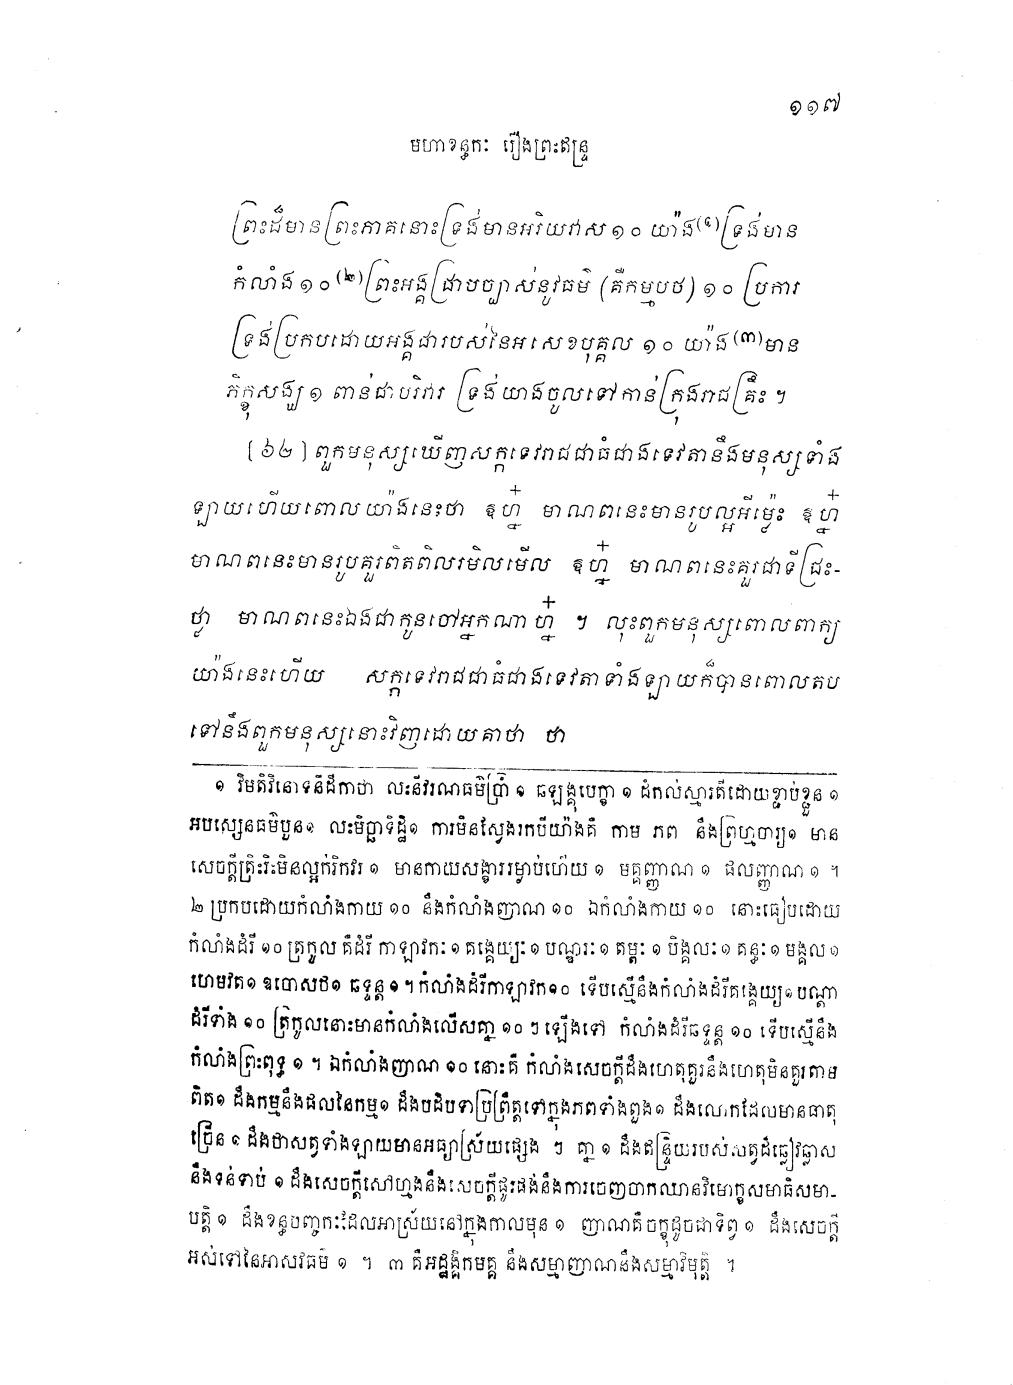 ១១៧
មហាខន្ធកៈ រឿងព្រះឥន្ទ្រ
ព្រះដ៏មានព្រះភាគនោះទ្រង់មានអរិយវាស ១០ យ៉ាង(១)ទ្រង់មាន
កំលាំង ១០(២)ព្រះអង្គជ្រាបច្បាស់នូវធម៌ (គឺកម្មបថ) ១០ ប្រការ
ទ្រង់ប្រកបដោយអង្គជារបស់នៃអសេខបុគ្គល ១០ យ៉ាង(៣)មាន
ភិក្ខុសង្ឃ ១ ពាន់ជាបរិវារ ទ្រង់យាងចូលទៅកាន់ក្រុងរាជគ្រឹះ ។
[៦២] ពួកមនុស្សឃើញសក្កទេវរាជជាធំជាងទេវតានឹងមនុស្សទាំង
ឡាយហើយពោលយ៉ាងនេះថា ឱហ្ន៎ មាណពនេះមានរូបល្អអីម្ល៉េះ ឱហ្ន៎
មាណពនេះមានរូបគួរពិតពិលរមិលមើល ឱហ្ន៎ មាណពនេះគួរជាទីជ្រះ-
ថ្លា មាណពនេះឯងជាកូនចៅអ្នកណាហ្ន៎ ។ លុះពួកមនុស្សពោលពាក្យ
យ៉ាងនេះហើយ សក្កទេវរាជជាធំជាងទេវតាទាំងឡាយក៏បានពោលតប
ទៅនឹងពួកមនុស្សនោះវិញដោយគាថា ថា
១ វិមតិវិនោទនីដីកាថា លះនីវរណធម៌ប្រាំ ១ ឆឡង្គុបេក្ខា ១ ដំកល់ស្មារតីដោយខ្ជាប់ខ្ជួន ១
អបស្សេនធម៌បួន១ លះមិច្ឆាទិដ្ឋិ១ ការមិនស្វែងរកបីយ៉ាងគឺ កាម ភព នឹងព្រហ្មចារ្យ១ មាន
សេចក្ដីត្រិះរិះមិនល្អក់រិកវរ ១ មានកាយសង្ខាររម្ងាប់ហើយ ១ មគ្គញ្ញាណ ១ ផលញ្ញាណ ១ ។
២ ប្រកបដោយកំលាំងកាយ ១០ នឹងកំលាំងញាណ ១០ ឯកំលាំងកាយ ១០ នោះធៀបដោយ
កំលាំងដំរី ១០ ត្រកូល គឺដំរី កាឡាវកៈ ១ គង្គេយ្យៈ ១ បណ្ឌរៈ ១ តម្ពៈ ១ បិង្គលៈ ១ គន្ធៈ ១ មង្គល ១
ហេមវត១ ឧបោសថ១ ឆទ្ទន្ត ១ ។ កំលាំងដំរីកាឡាវក១០ ទើបស្មើនឹងកំលាំងដំរីគង្គេយ្យ១ បណ្ដា
ដំរីទាំង ១០ ត្រកូលនោះមានកំលាំងលើសគ្នា ១០ ៗ ឡើងទៅ កំលាំងដំរីឆទ្ទន្ត ១០ ទើបស្មើនឹង
កំលាំងព្រះពុទ្ធ ១ ។ ឯកំលាំងញាណ ១០ នោះគឺ កំលាំងសេចក្ដីដឹងហេតុគួរនឹងហេតុមិនគួរតាម
ពិត១ ដឹងកម្មនឹងផលនៃកម្ម១ ដឹងបដិបទាប្រព្រឹត្តទៅក្នុងភពទាំងពួង១ ដឹងលោកដែលមានធាតុ
ច្រើន ១ ដឹងថាសត្វទាំងឡាយមានអធ្យាស្រ័យផ្សេង ៗ គ្នា ១ ដឹងឥន្ទ្រិយរបស់សត្វដ៏ឆ្លៀវឆ្លាស
នឹងទន់ទាប់ ១ ដឹងសេចក្ដីសៅហ្មងនឹងសេចក្ដីផូរផង់នឹងការចេញចាកឈានវិមោក្ខសមាធិសមា-
បត្តិ ១ ដឹងខន្ធបញ្ចកៈដែលអាស្រ័យនៅក្នុងកាលមុន ១ ញាណគឺចក្ខុដូចជាទិព្វ ១ ដឹងសេចក្ដី
អស់ទៅនៃអាសវធម៌ ១ ។ ៣ គឺអដ្ឋង្គិកមគ្គ នឹងសម្មាញាណនឹងសម្មាវិមុត្តិ ។